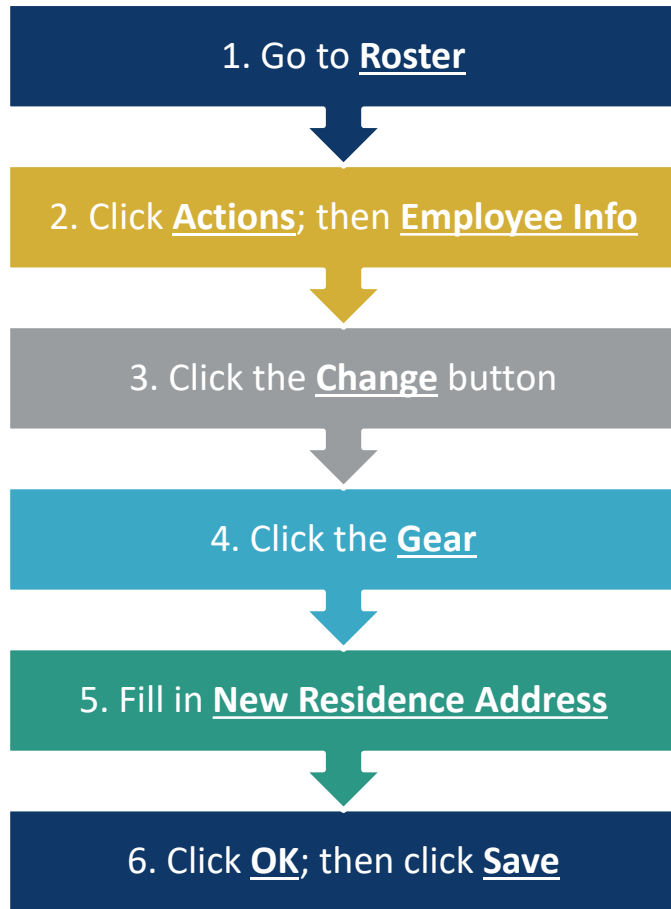 1. Go to Roster
2. Click Actions; then Employee Info
3. Click the Change button
4. Click the Gear
5. Fill in New Residence Address
6. Click OK; then click Save